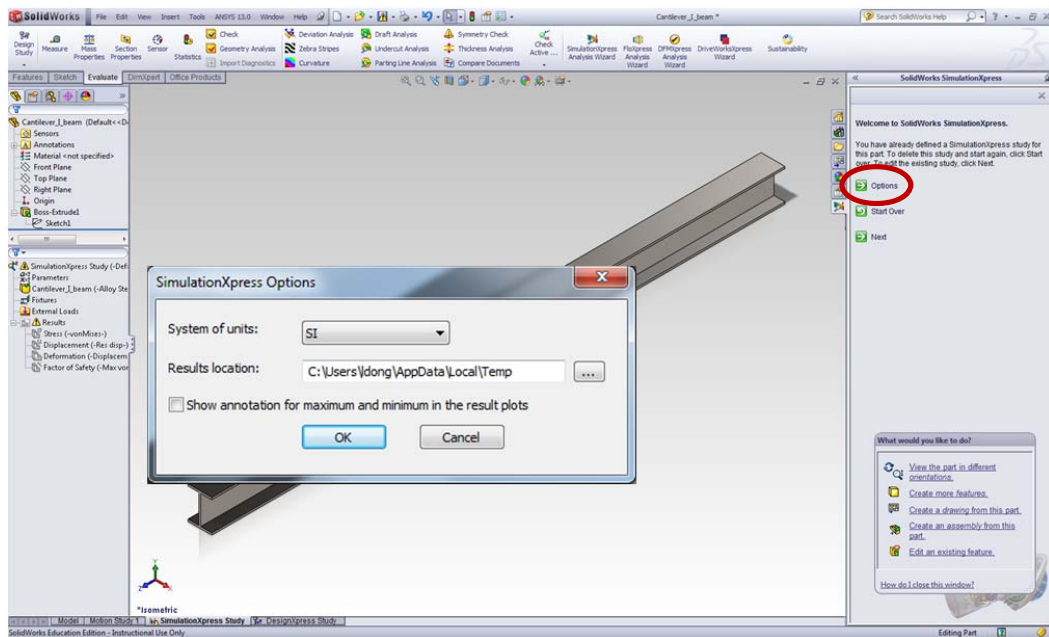 SolidWorks File Edit View Insert Tools ANSYS 13.0 Window Help Cantilever_I_beam * Search SolidWorks Help
Design Study
Measure
Mass Properties
Section Properties
Sensor
Statistics
Check
Geometry Analysis
Import Diagnostics
Deviation Analysis
Zebra Stripes
Curvature
Draft Analysis
Undercut Analysis
Parting Line Analysis
Symmetry Check
Thickness Analysis
Compare Documents
Check Active ...
SimulationXpress Analysis Wizard
FloXpress Analysis Wizard
DFMXpress Analysis Wizard
DriveWorksXpress Wizard
Sustainability
Features Sketch Evaluate DimXpert Office Products
Cantilever_I_beam (Default<<D
Sensors
Annotations
Material <not specified>
Front Plane
Top Plane
Right Plane
Origin
Boss-Extrude1
Sketch1
SimulationXpress Study (-Def
Parameters
Cantilever_I_beam (-Alloy Ste
Fixtures
External Loads
Results
Stress (-vonMises-)
Displacement (-Res disp-)
Deformation (-Displacem
Factor of Safety (-Max von
SimulationXpress Options
System of units: SI
Results location: C:\Users\ldong\AppData\Local\Temp ...
Show annotation for maximum and minimum in the result plots
OK Cancel
*Isometric
SolidWorks SimulationXpress
Welcome to SolidWorks SimulationXpress.
You have already defined a SimulationXpress study for
this part. To delete this study and start again, click Start
over. To edit the existing study, click Next.
Options
Start Over
Next
What would you like to do?
View the part in different
orientations.
Create more features.
Create a drawing from this part.
Create an assembly from this
part.
Edit an existing feature.
How do I close this window?
Model Motion Study 1 SimulationXpress Study DesignXpress Study
SolidWorks Education Edition - Instructional Use Only Editing Part